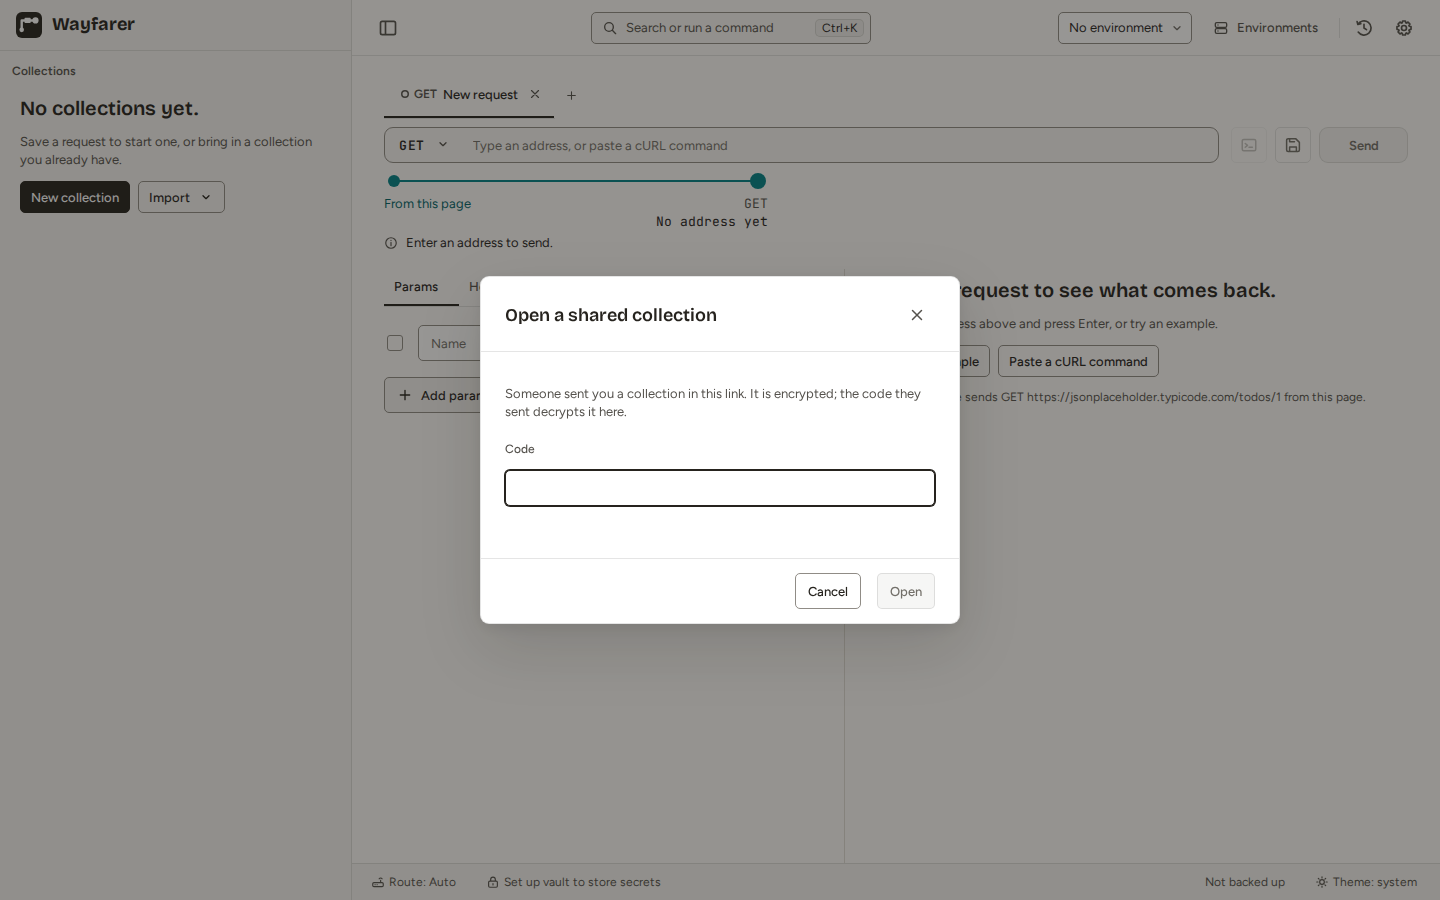 Wayfarer
Search or run a command
Ctrl+K
No environment
Environments
Collections
No collections yet.
Save a request to start one, or bring in a collection
you already have.
New collection
Import
GET New request
GET
Type an address, or paste a cURL command
Send
From this page
GET
No address yet
Enter an address to send.
Params
Name
request to see what comes back.
above and press Enter, or try an example.
Paste a cURL command
sends GET https://jsonplaceholder.typicode.com/todos/1 from this page.
Add
Open a shared collection
Someone sent you a collection in this link. It is encrypted; the code they
sent decrypts it here.
Code
Cancel
Open
Route: Auto
Set up vault to store secrets
Not backed up
Theme: system